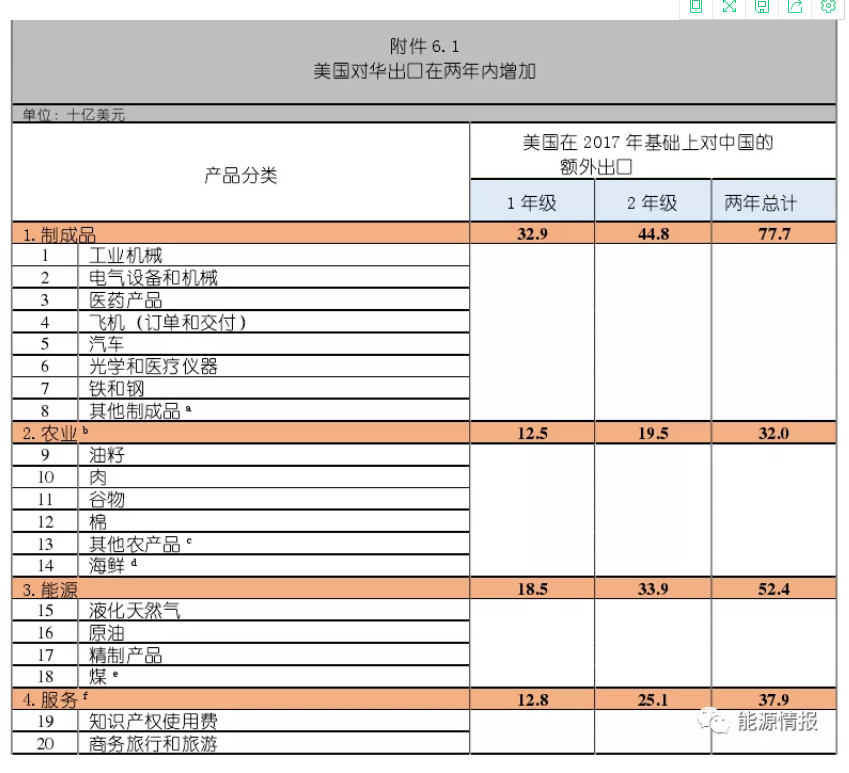 附件 6.1
美国对华出口在两年内增加
单位：十亿美元
产品分类
美国在 2017 年基础上对中国的
额外出口
1 年级 2 年级 两年总计
1. 制成品 32.9 44.8 77.7
1 工业机械
2 电气设备和机械
3 医药产品
4 飞机（订单和交付）
5 汽车
6 光学和医疗仪器
7 铁和钢
8 其他制成品 a
2. 农业 b 12.5 19.5 32.0
9 油籽
10 肉
11 谷物
12 棉
13 其他农产品 c
14 海鲜 d
3. 能源 18.5 33.9 52.4
15 液化天然气
16 原油
17 精制产品
18 煤 e
4. 服务 f 12.8 25.1 37.9
19 知识产权使用费
20 商务旅行和旅游
能源情报